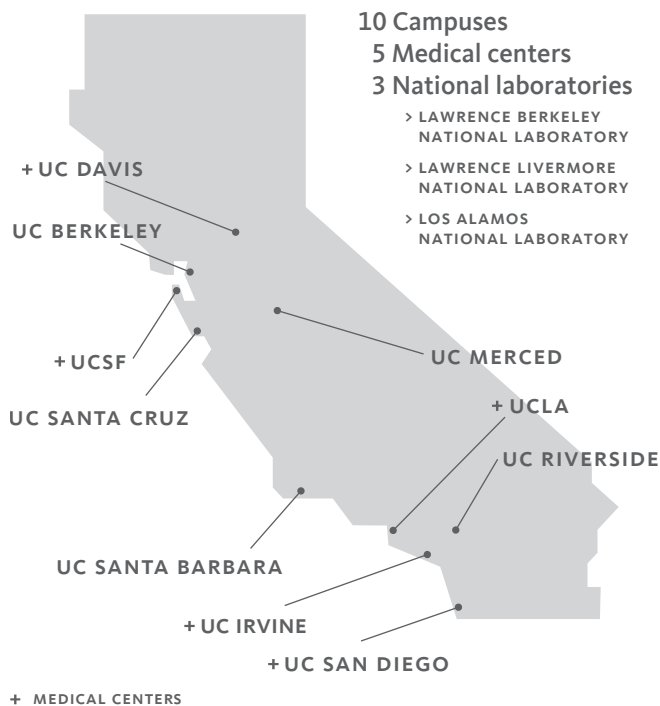 10 Campuses
5 Medical centers
3 National laboratories
> LAWRENCE BERKELEY
NATIONAL LABORATORY
> LAWRENCE LIVERMORE
NATIONAL LABORATORY
> LOS ALAMOS
NATIONAL LABORATORY
+ UC DAVIS
UC BERKELEY
+ UCSF
UC MERCED
UC SANTA CRUZ
+ UCLA
UC RIVERSIDE
UC SANTA BARBARA
+ UC IRVINE
+ UC SAN DIEGO
+ MEDICAL CENTERS